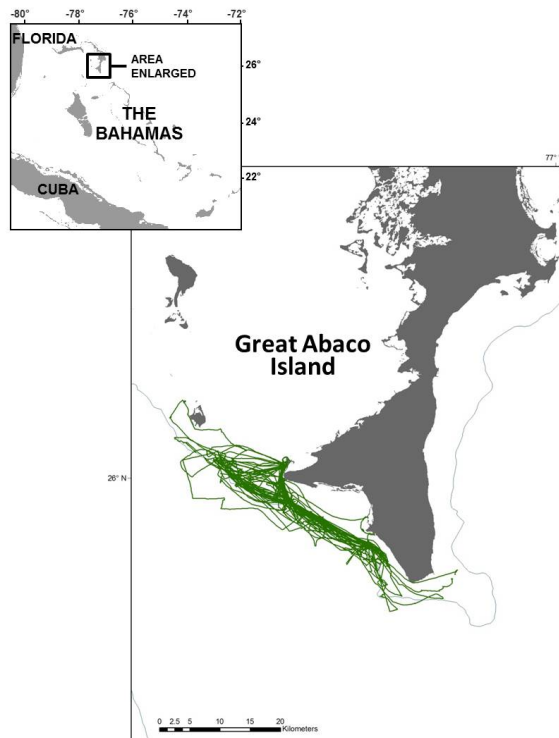 -80° -78° -76° -74° -72°
FLORIDA
AREA
ENLARGED
26°
THE
BAHAMAS
24°
22°
CUBA
77°
Great Abaco
Island
26° N
0 2.5 5 10 15 20
Kilometers